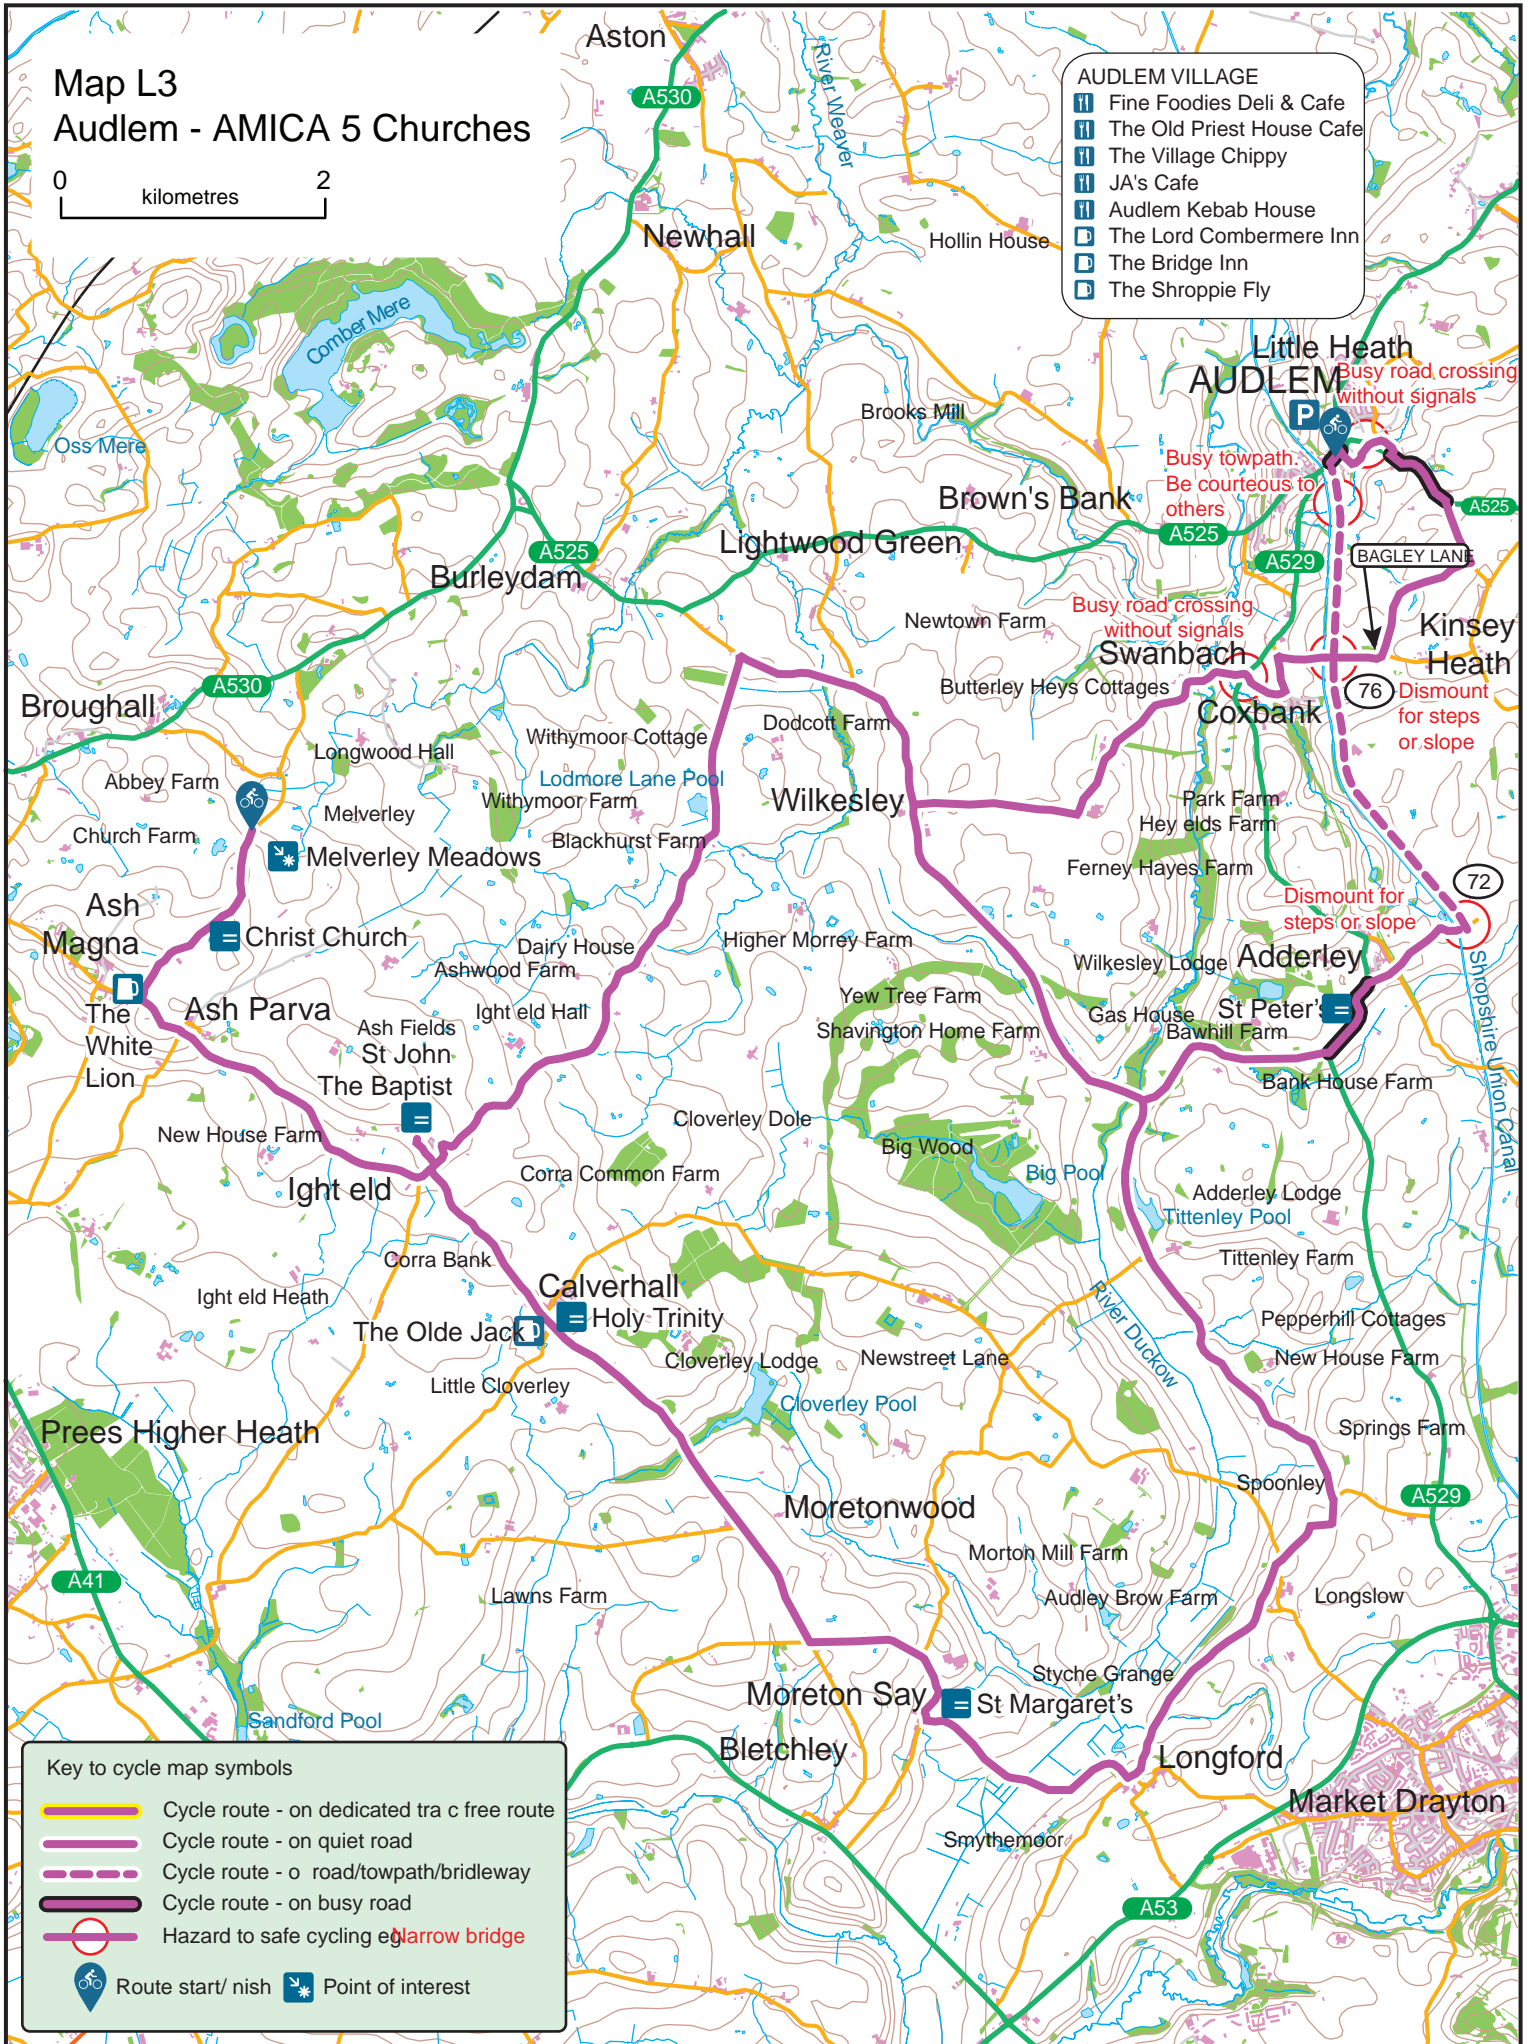 Map L3
Audlem - AMICA 5 Churches
0
2
kilometres
AUDLEM VILLAGE
Fine Foodies Deli & Cafe
The Old Priest House Cafe
The Village Chippy
JA's Cafe
Audlem Kebab House
The Lord Combermere Inn
The Bridge Inn
The Shroppie Fly
Aston
A530
River Weaver
Newhall
Hollin House
Comber Mere
Oss Mere
Little Heath
AUDLEM
P
Busy road crossing
without signals
Brooks Mill
Busy towpath.
Be courteous to
others
Brown's Bank
A525
A525
Lightwood Green
A525
A529
BAGLEY LANE
Burleydam
Newtown Farm
Busy road crossing
without signals
Kinsey
Heath
Swanbach
A530
Broughall
Butterley Heys Cottages
76
Dismount
for steps
or slope
Coxbank
Dodcott Farm
Withymoor Cottage
Longwood Hall
Abbey Farm
Lodmore Lane Pool
Withymoor Farm
Wilkesley
Park Farm
Hey elds Farm
Melverley
Church Farm
Blackhurst Farm
Melverley Meadows
Ferney Hayes Farm
72
Dismount for
steps or slope
Ash
Magna
Christ Church
Dairy House
Higher Morrey Farm
Ashwood Farm
Wilkesley Lodge
Adderley
Shropshire Union Canal
Yew Tree Farm
Ash Parva
The
White
Lion
Ight eld Hall
Gas House
St Peter's
Ash Fields
Shavington Home Farm
Bawhill Farm
St John
The Baptist
Bank House Farm
Cloverley Dole
New House Farm
Big Wood
Corra Common Farm
Big Pool
Ight eld
Adderley Lodge
Tittenley Pool
Corra Bank
Tittenley Farm
Calverhall
Ight eld Heath
River Duckow
Holy Trinity
The Olde Jack
Pepperhill Cottages
Cloverley Lodge
Newstreet Lane
New House Farm
Little Cloverley
Cloverley Pool
Prees Higher Heath
Springs Farm
Spoonley
A529
Moretonwood
Morton Mill Farm
A41
Lawns Farm
Audley Brow Farm
Longslow
Styche Grange
Moreton Say
St Margaret's
Sandford Pool
Bletchley
Longford
Market Drayton
Smythemoor
A53
Key to cycle map symbols
Cycle route - on dedicated tra c free route
Cycle route - on quiet road
Cycle route - o road/towpath/bridleway
Cycle route - on busy road
Hazard to safe cycling eg Narrow bridge
Route start/ nish
Point of interest